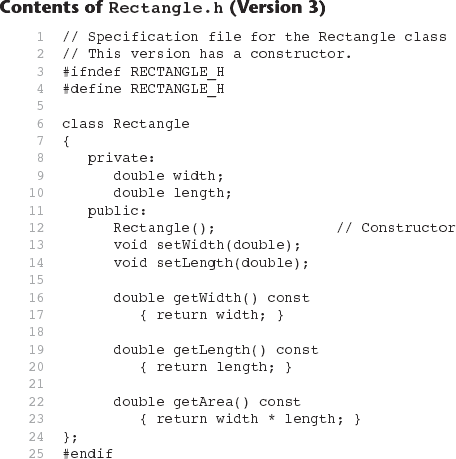 Contents of Rectangle.h (Version 3)
1 // Specification file for the Rectangle class
2 // This version has a constructor.
3 #ifndef RECTANGLE_H
4 #define RECTANGLE_H
5
6 class Rectangle
7 {
8    private:
9       double width;
10       double length;
11    public:
12       Rectangle();              // Constructor
13       void setWidth(double);
14       void setLength(double);
15
16       double getWidth() const
17          { return width; }
18
19       double getLength() const
20          { return length; }
21
22       double getArea() const
23          { return width * length; }
24 };
25 #endif